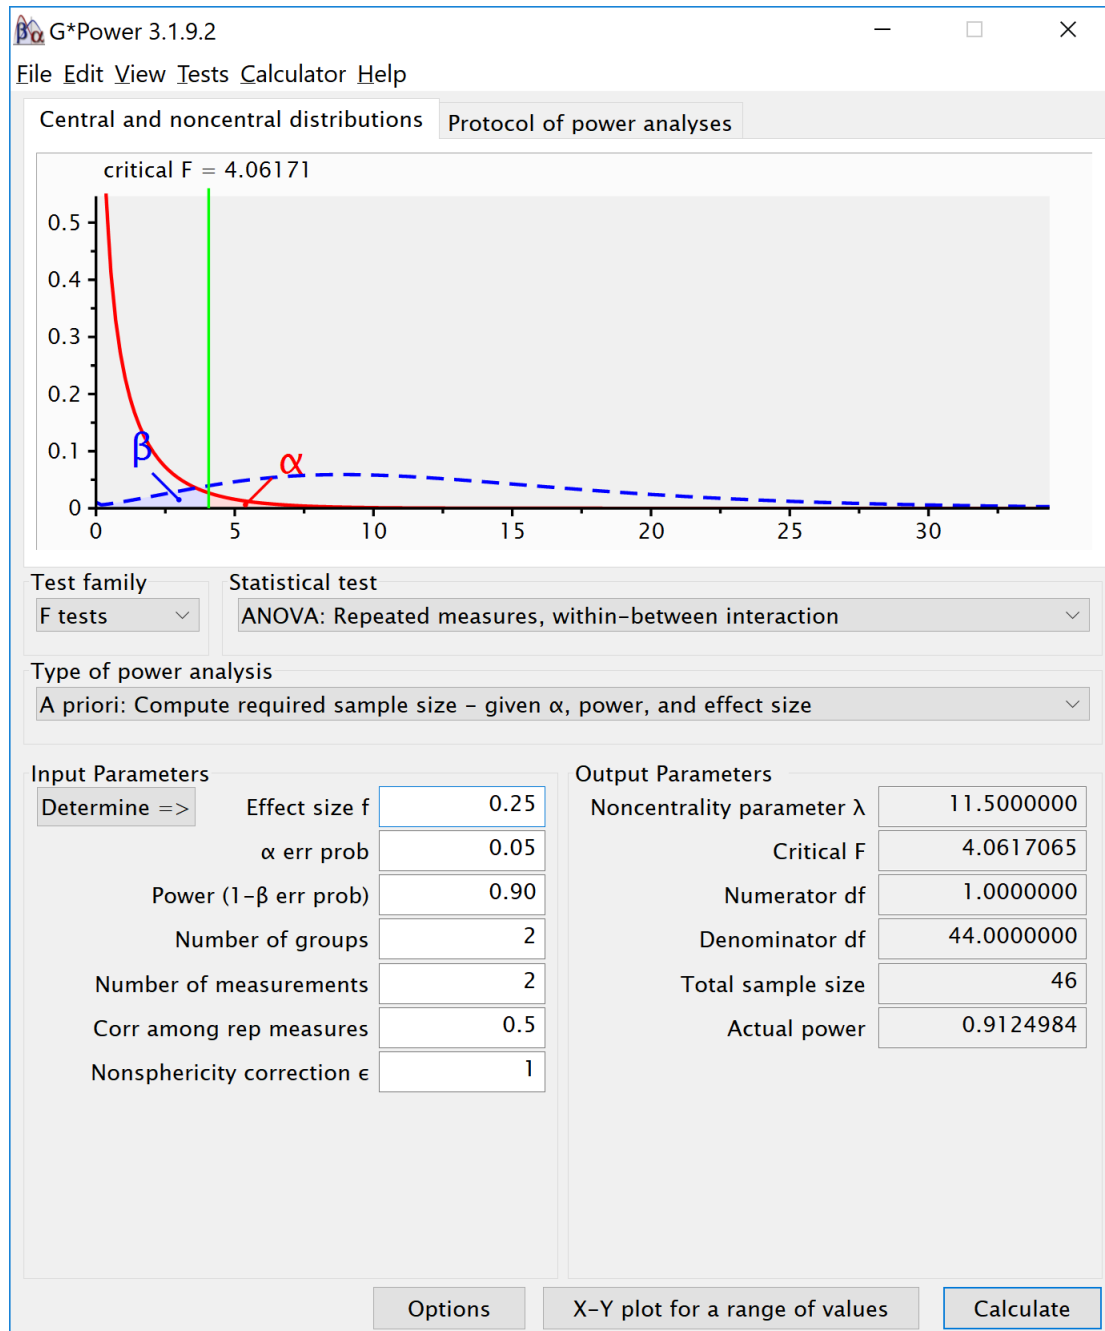 G*Power 3.1.9.2
File Edit View Tests Calculator Help
Central and noncentral distributions Protocol of power analyses
critical F = 4.06171
0.5
0.4
0.3
0.2
0.1
0
β
α
0 5 10 15 20 25 30
Test family Statistical test
F tests ANOVA: Repeated measures, within-between interaction
Type of power analysis
A priori: Compute required sample size - given α, power, and effect size
Input Parameters Output Parameters
Determine => Effect size f 0.25 Noncentrality parameter λ 11.5000000
α err prob 0.05 Critical F 4.0617065
Power (1-β err prob) 0.90 Numerator df 1.0000000
Number of groups 2 Denominator df 44.0000000
Number of measurements 2 Total sample size 46
Corr among rep measures 0.5 Actual power 0.9124984
Nonsphericity correction ϵ 1
Options X-Y plot for a range of values Calculate